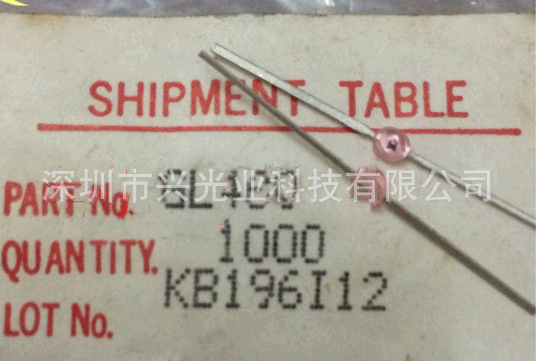 SHIPMENT TABLE
深圳市兴光业科技有限公司
PART No.
QUANTITY. 1000
LOT No. KB196I12